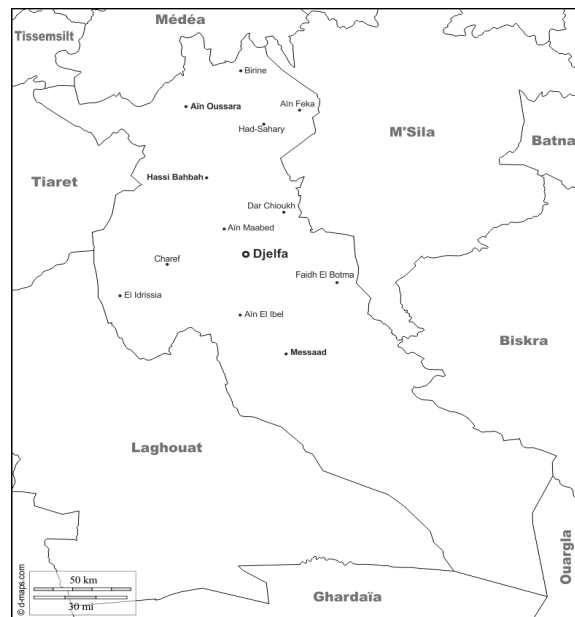 Médéa
Tissemsilt
Birine
Aïn Oussara
Aïn Feka
Had-Sahary
M'Sila
Batna
Tiaret
Hassi Bahbah
Dar Chioukh
Aïn Maabed
Djelfa
Charef
Faidh El Botma
El Idrissia
Aïn El Ibel
Biskra
Messaad
Laghouat
Ouargla
50 km
30 mi
Ghardaïa
© d-maps.com